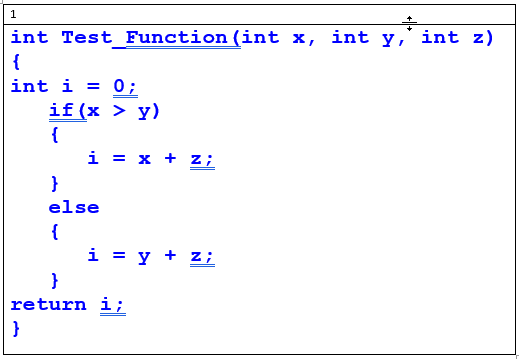 1
int Test_Function(int x, int y, int z)
{
int i = 0;
if(x > y)
{
i = x + z;
}
else
{
i = y + z;
}
return i;
}